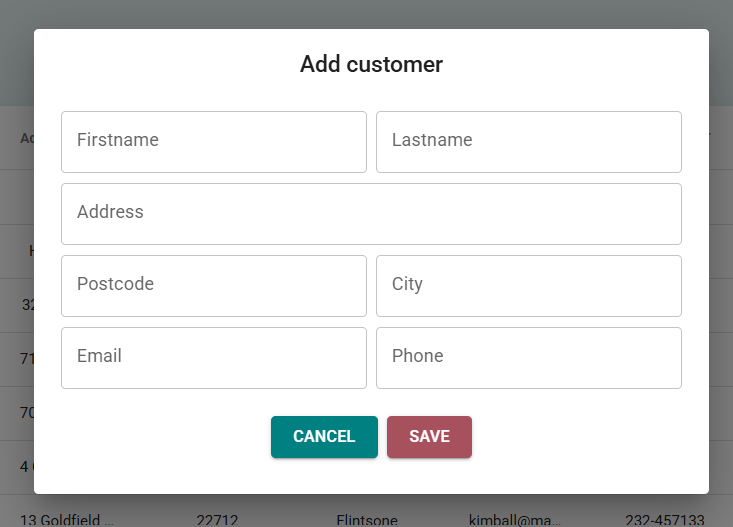 Add customer
Firstname Lastname
Address
Postcode City
Email Phone
CANCEL SAVE
32
71
70
4
13 Goldfield ... 22712 Flintsone kimball@ma... 232-457133